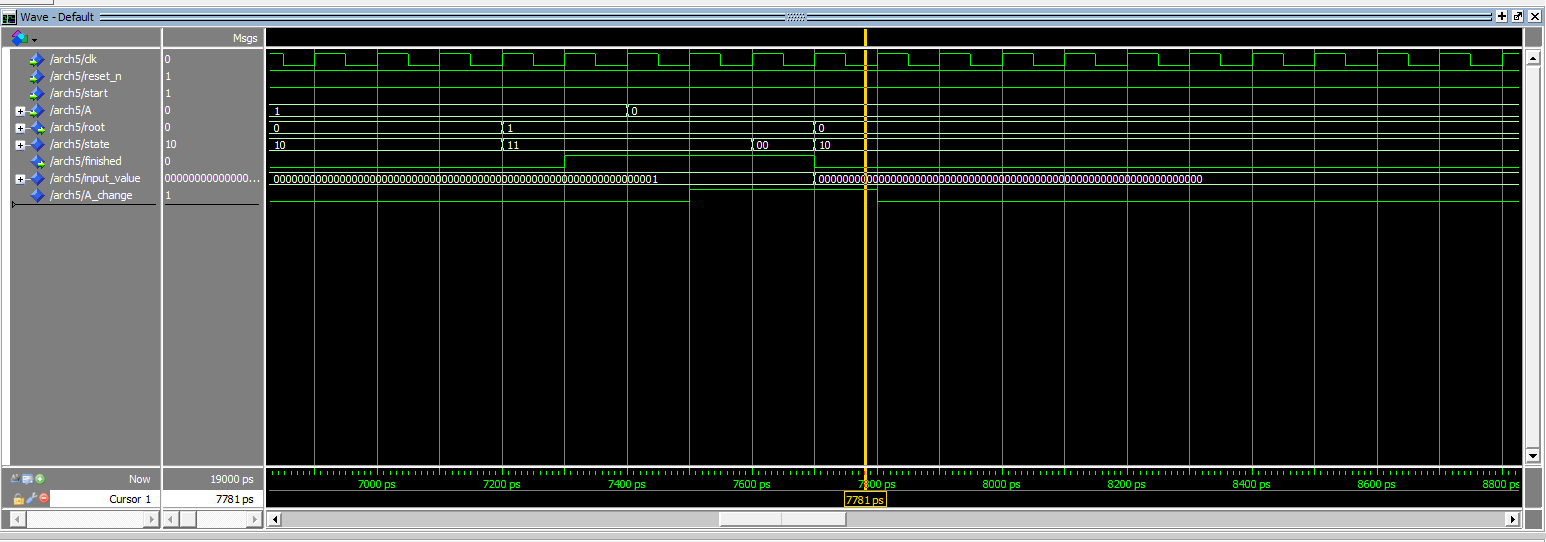 Wave - Default
Msgs
/arch5/clk 0
/arch5/reset_n 1
/arch5/start 1
/arch5/A 0 1 0
/arch5/root 0 0 1 0
/arch5/state 10 10 11 00 10
/arch5/finished 0
/arch5/input_value 00000000000000... 0000000000000000000000000000000000000000000000000000000000000001 0000000000000000000000000000000000000000000000000000000000000000
/arch5/A_change 1
Now 19000 ps 7000 ps 7200 ps 7400 ps 7600 ps 7800 ps 8000 ps 8200 ps 8400 ps 8600 ps 8800 ps
Cursor 1 7781 ps 7781 ps